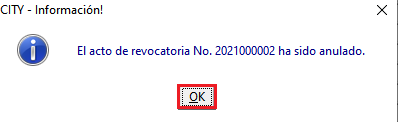 CITY - Información!
El acto de revocatoria No. 2021000002 ha sido anulado.
OK